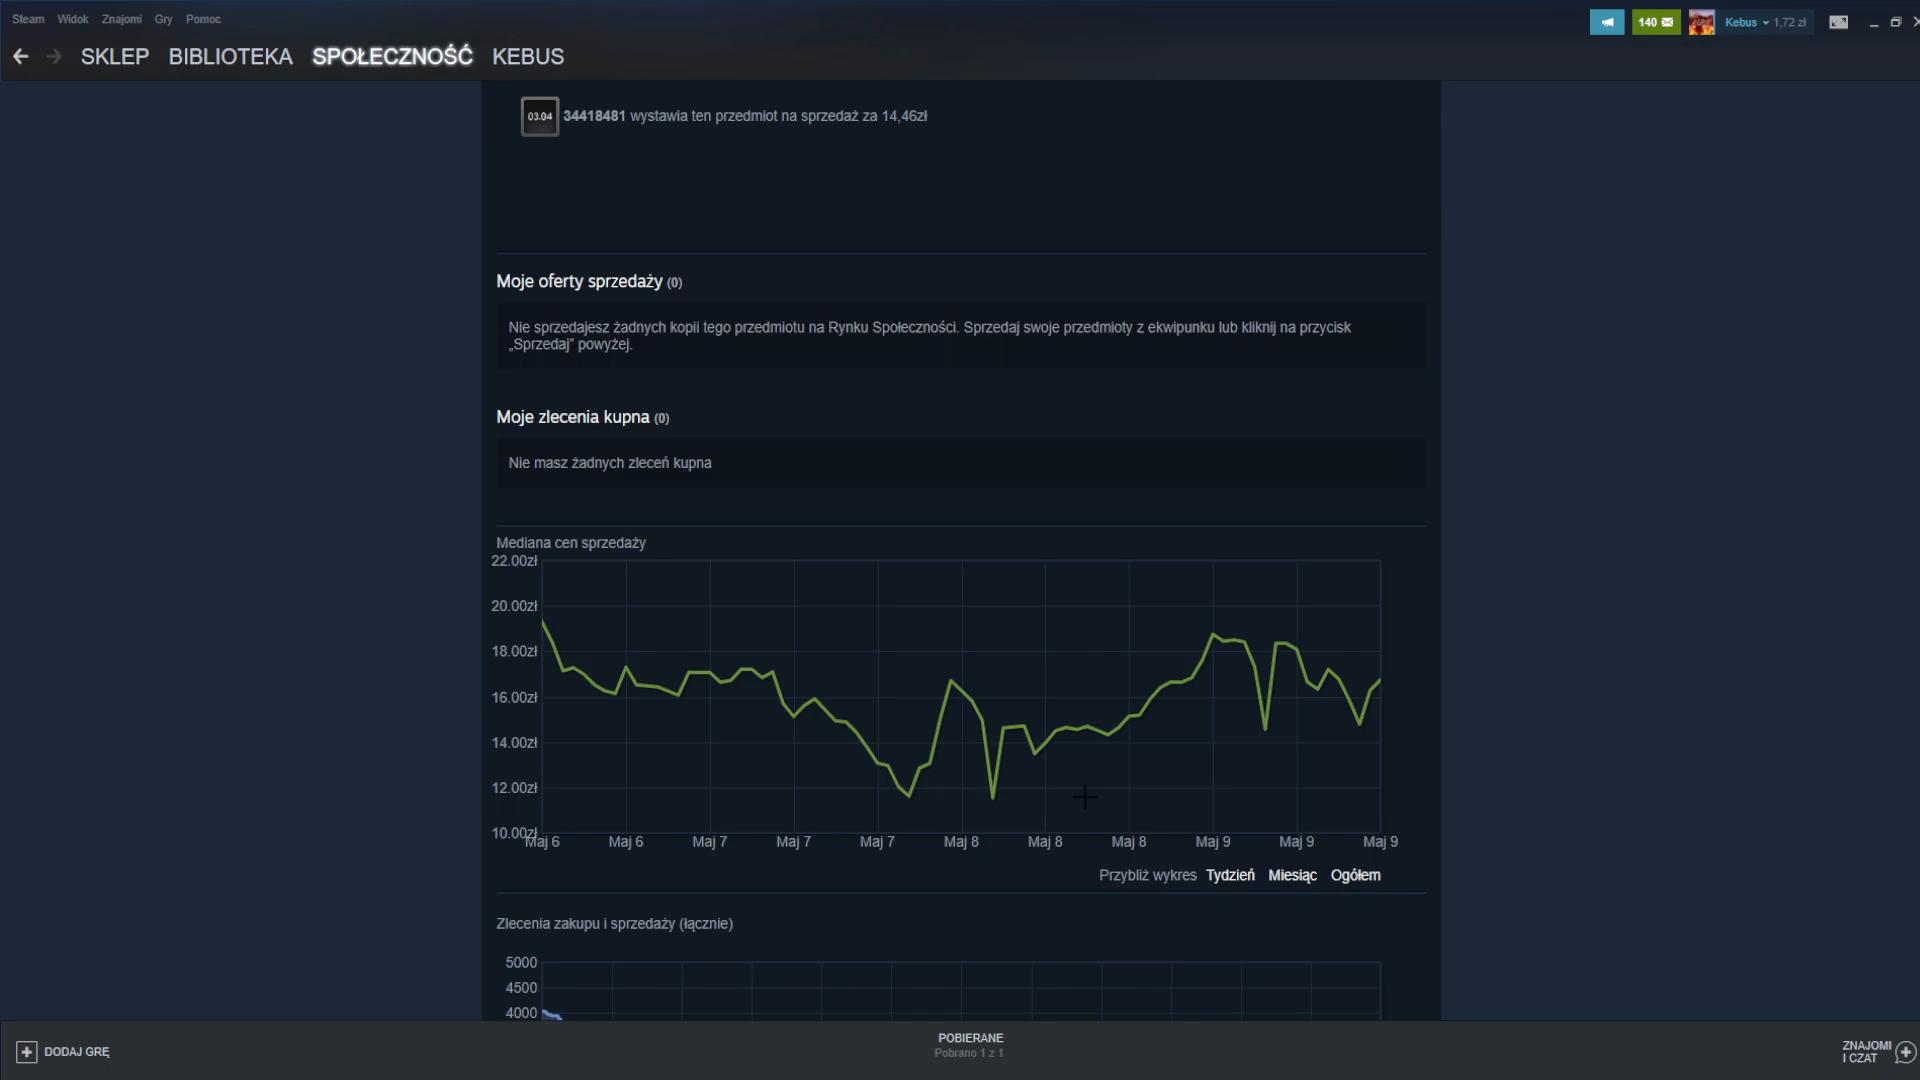 Steam Widok Znajomi Gry Pomoc
140
Kebus 1,72 zł
SKLEP BIBLIOTEKA SPOŁECZNOŚĆ KEBUS
03.04 34418481 wystawia ten przedmiot na sprzedaż za 14,46zł
Moje oferty sprzedaży (0)
Nie sprzedajesz żadnych kopii tego przedmiotu na Rynku Społeczności. Sprzedaj swoje przedmioty z ekwipunku lub kliknij na przycisk
„Sprzedaj” powyżej.
Moje zlecenia kupna (0)
Nie masz żadnych zleceń kupna
Mediana cen sprzedaży
22.00zł
20.00zł
18.00zł
16.00zł
14.00zł
12.00zł
10.00zł
Maj 6 Maj 6 Maj 7 Maj 7 Maj 7 Maj 8 Maj 8 Maj 8 Maj 9 Maj 9 Maj 9
Przybliż wykres Tydzień Miesiąc Ogółem
Zlecenia zakupu i sprzedaży (łącznie)
5000
4500
4000
DODAJ GRĘ
POBIERANE
Pobrano 1 z 1
ZNAJOMI
I CZAT